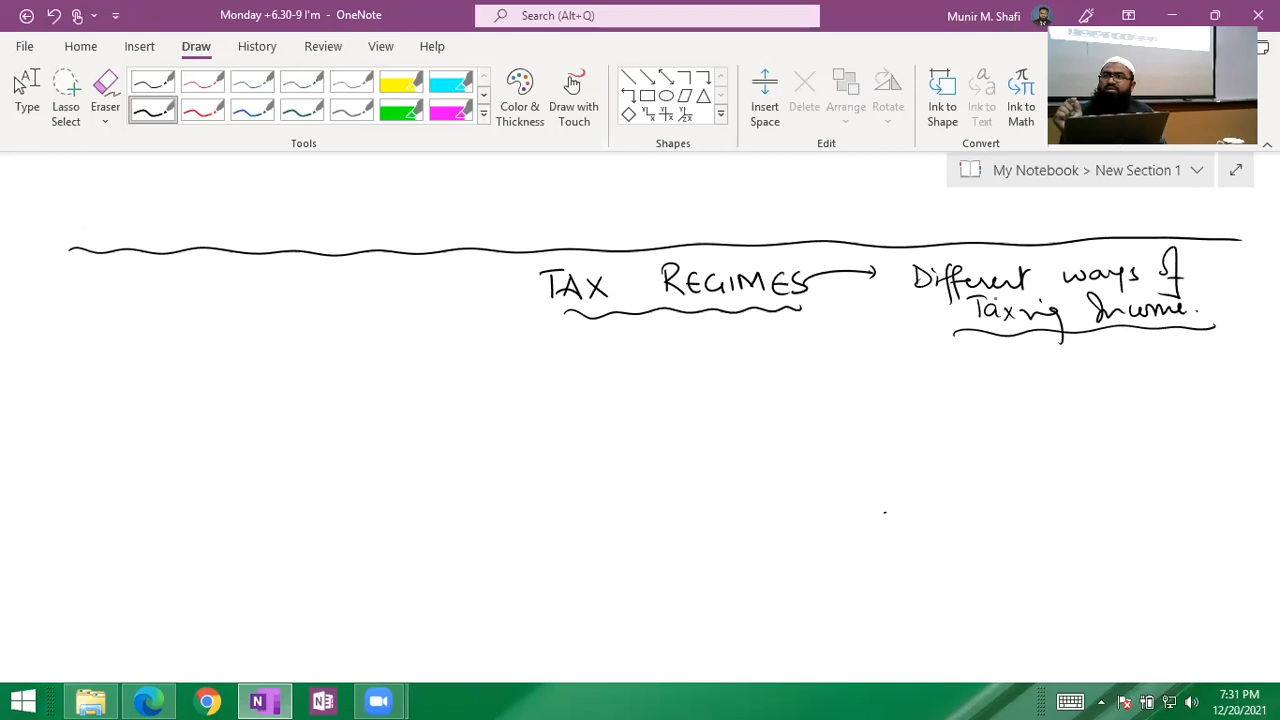 Monday +6.30-9 I'm - OneNote
Search (Alt+Q)
Munir M. Shafi
File Home Insert Draw History Review View Help
Type
Lasso Select
Eraser
Color & Thickness
Draw with Touch
Insert Space
Delete
Arrange
Rotate
Ink to Shape
Ink to Text
Ink to Math
Tools
Shapes
Edit
Convert
My Notebook > New Section 1
TAX REGIMES → Different ways of
Taxing Income.
7:31 PM
12/20/2021